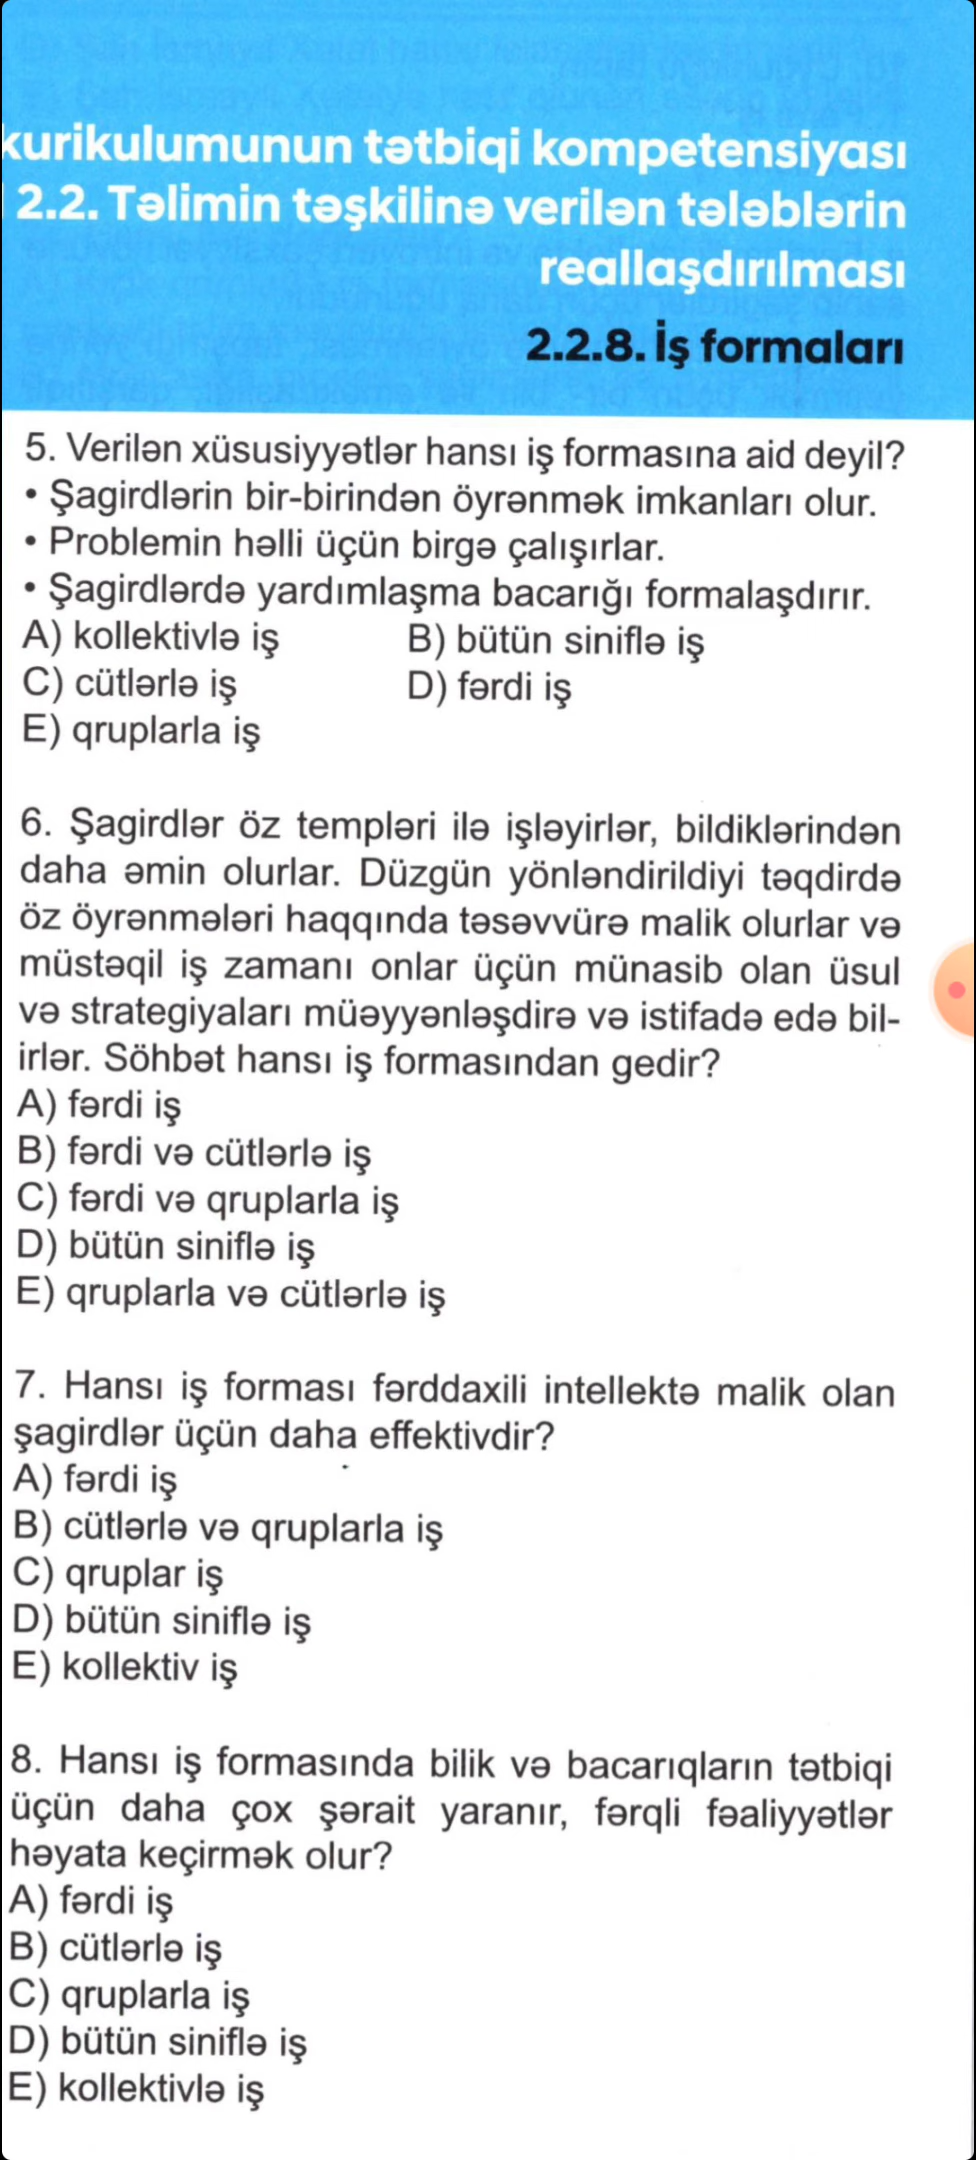 kurikulumunun tətbiqi kompetensiyası
2.2. Təlimin təşkilinə verilən tələblərin
reallaşdırılması
2.2.8. İş formaları
5. Verilən xüsusiyyətlər hansı iş formasına aid deyil?
• Şagirdlərin bir-birindən öyrənmək imkanları olur.
• Problemin həlli üçün birgə çalışırlar.
• Şagirdlərdə yardımlaşma bacarığı formalaşdırır.
A) kollektivlə iş B) bütün siniflə iş
C) cütlərlə iş D) fərdi iş
E) qruplarla iş
6. Şagirdlər öz templəri ilə işləyirlər, bildiklərindən
daha əmin olurlar. Düzgün yönləndirildiyi təqdirdə
öz öyrənmələri haqqında təsəvvürə malik olurlar və
müstəqil iş zamanı onlar üçün münasib olan üsul
və strategiyaları müəyyənləşdirə və istifadə edə bil-
irlər. Söhbət hansı iş formasından gedir?
A) fərdi iş
B) fərdi və cütlərlə iş
C) fərdi və qruplarla iş
D) bütün siniflə iş
E) qruplarla və cütlərlə iş
7. Hansı iş forması fərddaxili intellektə malik olan
şagirdlər üçün daha effektivdir?
A) fərdi iş
B) cütlərlə və qruplarla iş
C) qruplar iş
D) bütün siniflə iş
E) kollektiv iş
8. Hansı iş formasında bilik və bacarıqların tətbiqi
üçün daha çox şərait yaranır, fərqli fəaliyyətlər
həyata keçirmək olur?
A) fərdi iş
B) cütlərlə iş
C) qruplarla iş
D) bütün siniflə iş
E) kollektivlə iş